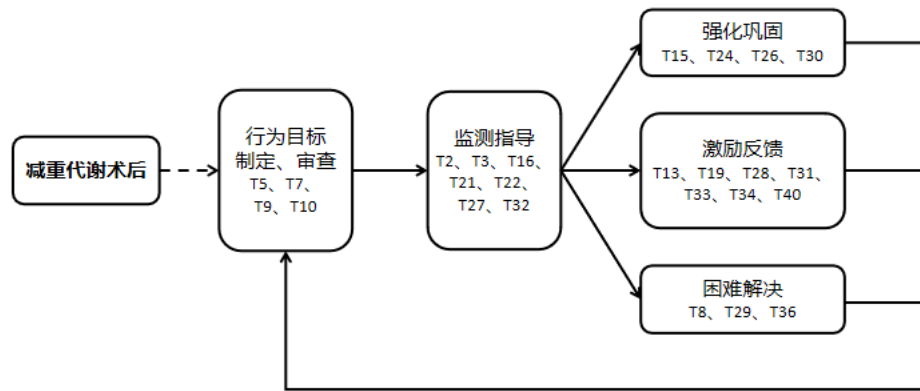 减重代谢术后
行为目标
制定、审查
T5、T7、
T9、T10
监测指导
T2、T3、T16、
T21、T22、
T27、T32
强化巩固
T15、T24、T26、T30
激励反馈
T13、T19、T28、T31、
T33、T34、T40
困难解决
T8、T29、T36